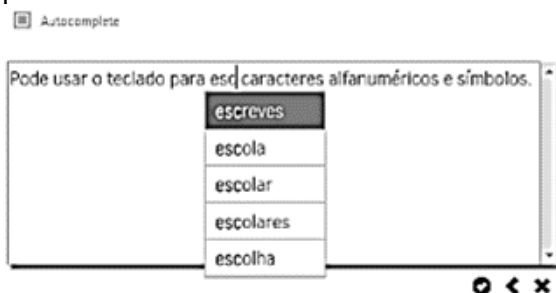 Autocomplete
Pode usar o teclado para esc caracteres alfanuméricos e símbolos.
escreves
escola
escolar
escolares
escolha